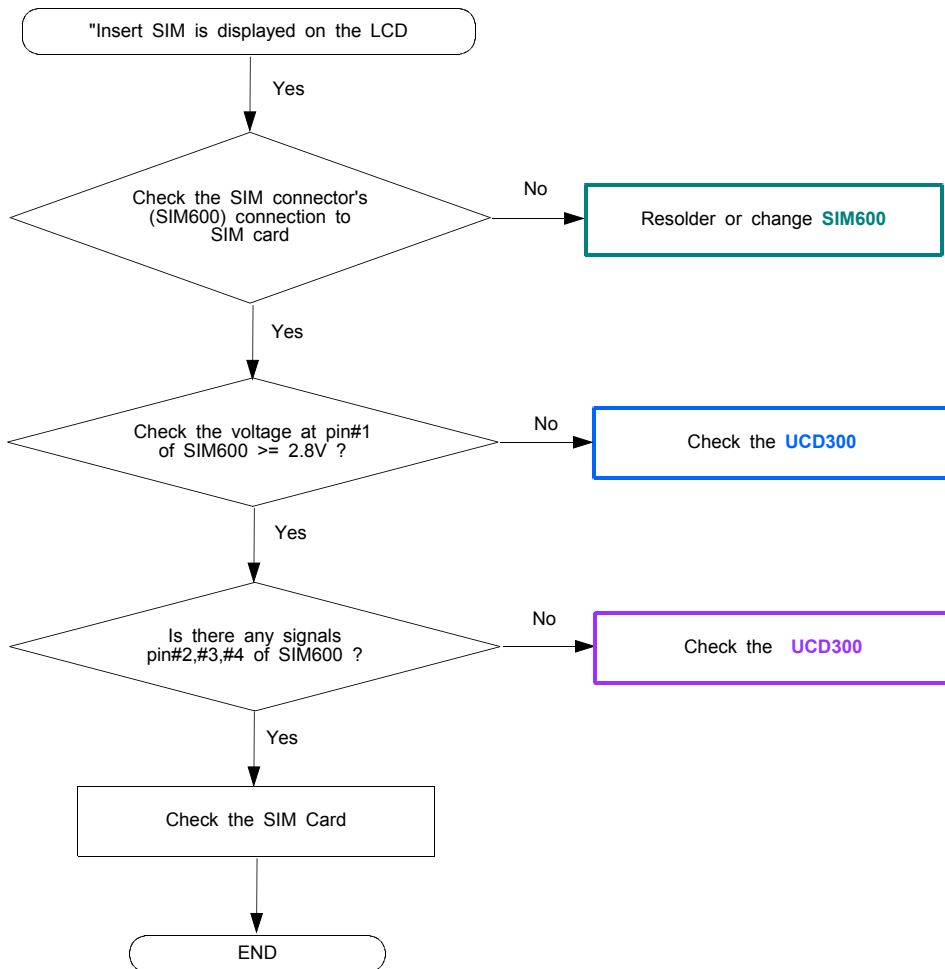 "Insert SIM is displayed on the LCD
Yes
Check the SIM connector's
(SIM600) connection to
SIM card
No
Resolder or change SIM600
Yes
Check the voltage at pin#1
of SIM600 >= 2.8V ?
No
Check the UCD300
Yes
Is there any signals
pin#2,#3,#4 of SIM600 ?
No
Check the UCD300
Yes
Check the SIM Card
END